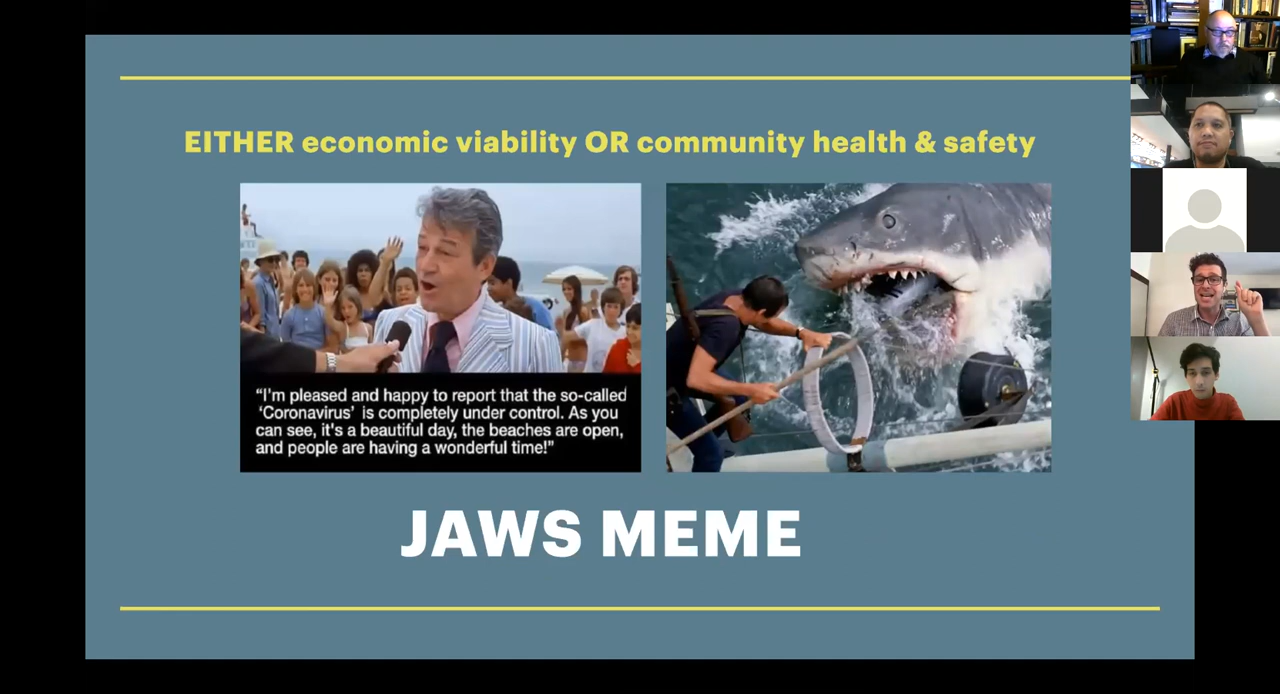 EITHER economic viability OR community health & safety
“I'm pleased and happy to report that the so-called
‘Coronavirus’ is completely under control. As you
can see, it's a beautiful day, the beaches are open,
and people are having a wonderful time!”
JAWS MEME